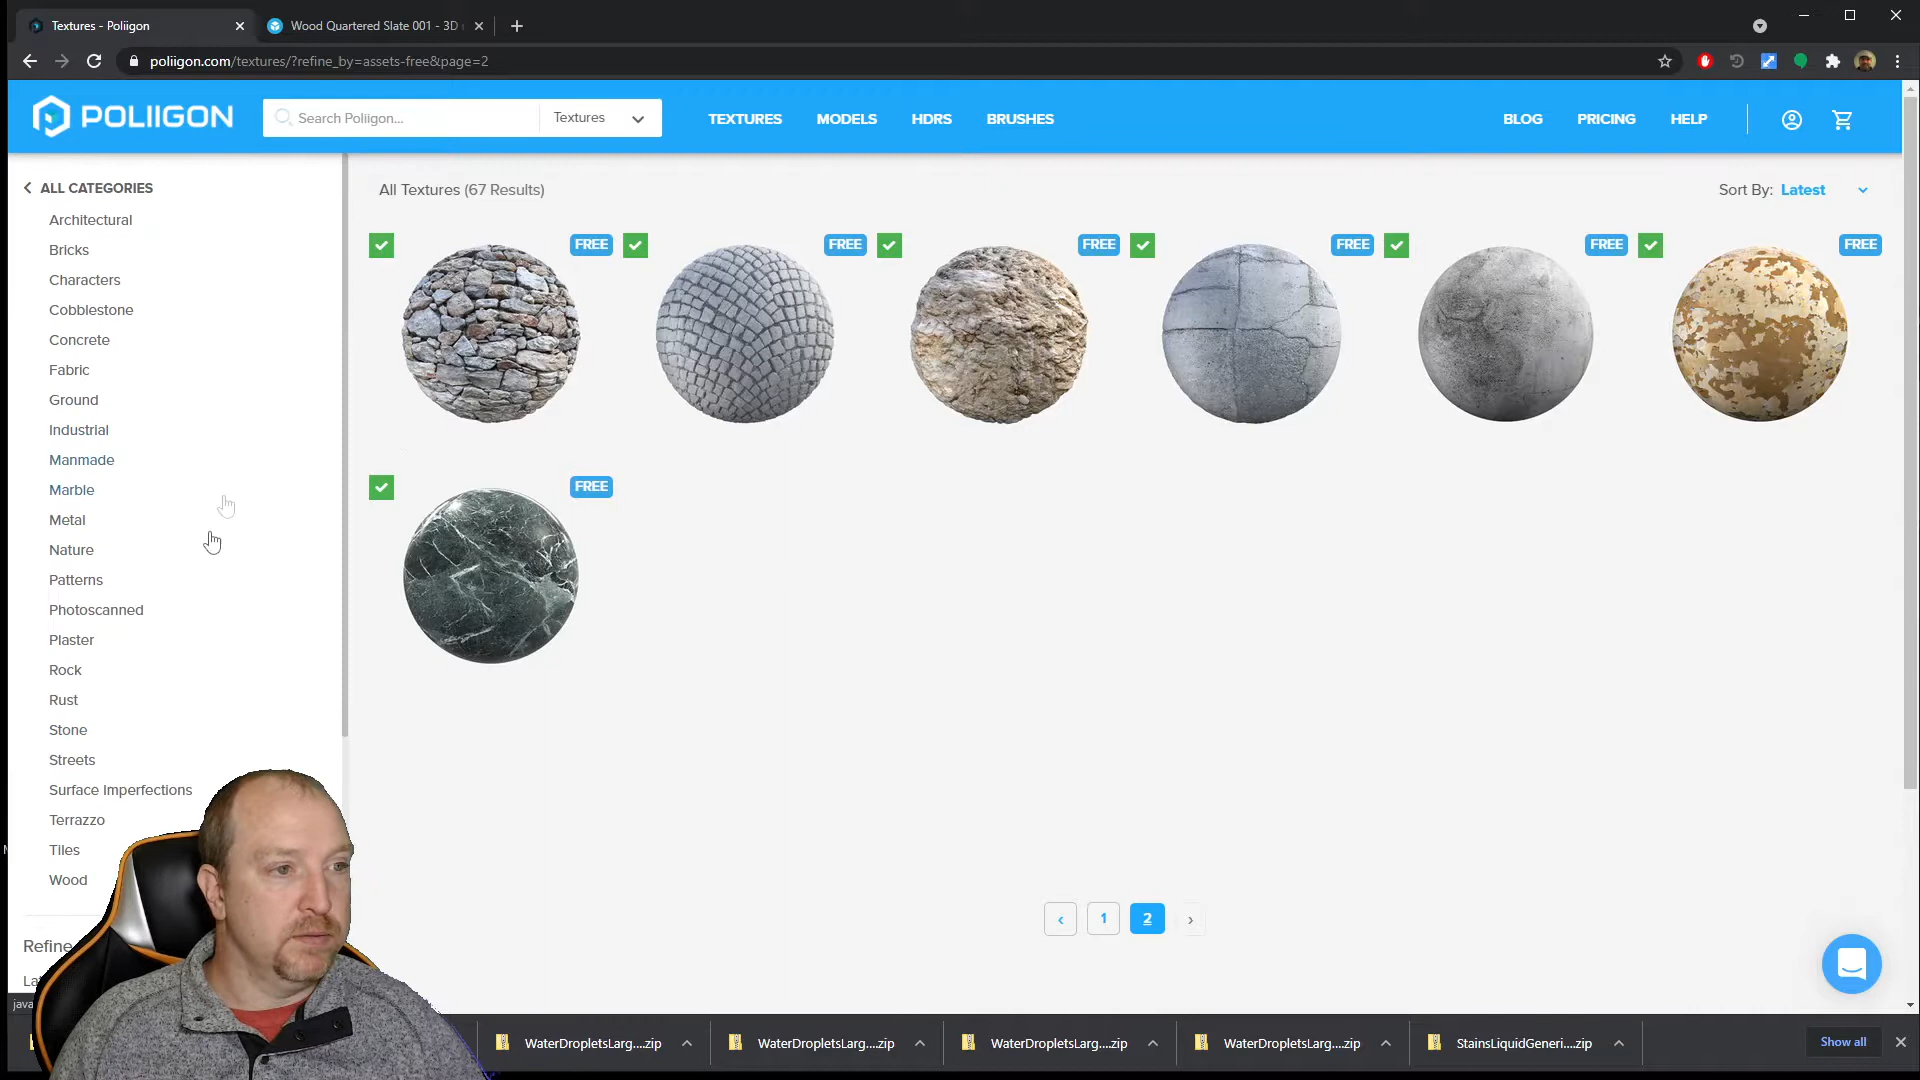 Textures - Poliigon
Wood Quartered Slate 001 - 3D
poliigon.com/textures/?refine_by=assets-free&page=2
POLIIGON
Search Poliigon...
Textures
TEXTURES
MODELS
HDRS
BRUSHES
BLOG
PRICING
HELP
ALL CATEGORIES
Architectural
Bricks
Characters
Cobblestone
Concrete
Fabric
Ground
Industrial
Manmade
Marble
Metal
Nature
Patterns
Photoscanned
Plaster
Rock
Rust
Stone
Streets
Surface Imperfections
Terrazzo
Tiles
Wood
Refine
All Textures (67 Results)
Sort By: Latest
FREE
FREE
FREE
FREE
FREE
FREE
FREE
1
2
WaterDropletsLarg....zip
WaterDropletsLarg....zip
WaterDropletsLarg....zip
WaterDropletsLarg....zip
StainsLiquidGeneri....zip
Show all